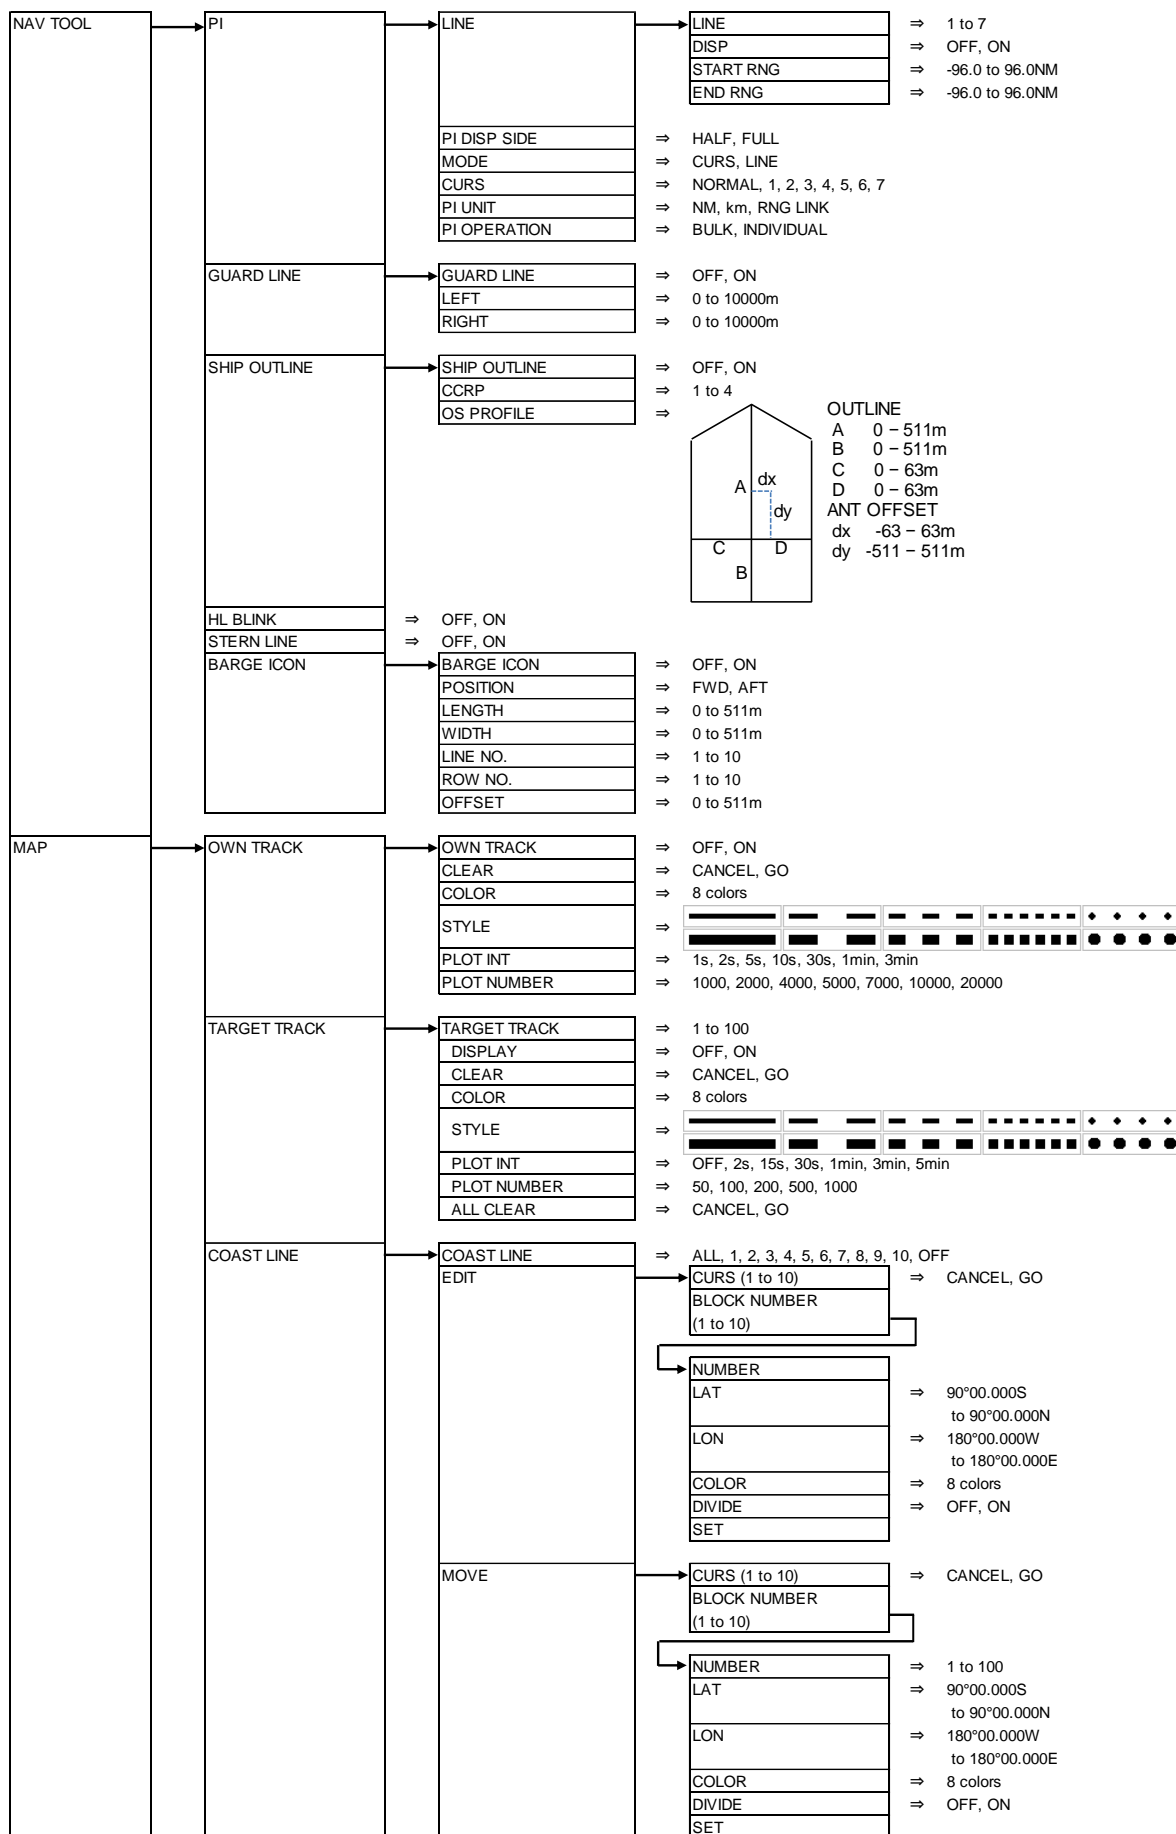 NAV TOOL PI LINE LINE ⇒ 1 to 7
DISP ⇒ OFF, ON
START RNG ⇒ -96.0 to 96.0NM
END RNG ⇒ -96.0 to 96.0NM
PI DISP SIDE ⇒ HALF, FULL
MODE ⇒ CURS, LINE
CURS ⇒ NORMAL, 1, 2, 3, 4, 5, 6, 7
PI UNIT ⇒ NM, km, RNG LINK
PI OPERATION ⇒ BULK, INDIVIDUAL
GUARD LINE GUARD LINE ⇒ OFF, ON
LEFT ⇒ 0 to 10000m
RIGHT ⇒ 0 to 10000m
SHIP OUTLINE SHIP OUTLINE ⇒ OFF, ON
CCRP ⇒ 1 to 4
OS PROFILE ⇒
OUTLINE
A 0 – 511m
B 0 – 511m
C 0 – 63m
D 0 – 63m
ANT OFFSET
dx -63 – 63m
dy -511 – 511m
A dx
dy
C D
B
HL BLINK ⇒ OFF, ON
STERN LINE ⇒ OFF, ON
BARGE ICON BARGE ICON ⇒ OFF, ON
POSITION ⇒ FWD, AFT
LENGTH ⇒ 0 to 511m
WIDTH ⇒ 0 to 511m
LINE NO. ⇒ 1 to 10
ROW NO. ⇒ 1 to 10
OFFSET ⇒ 0 to 511m
MAP OWN TRACK OWN TRACK ⇒ OFF, ON
CLEAR ⇒ CANCEL, GO
COLOR ⇒ 8 colors
STYLE ⇒
PLOT INT ⇒ 1s, 2s, 5s, 10s, 30s, 1min, 3min
PLOT NUMBER ⇒ 1000, 2000, 4000, 5000, 7000, 10000, 20000
TARGET TRACK TARGET TRACK ⇒ 1 to 100
DISPLAY ⇒ OFF, ON
CLEAR ⇒ CANCEL, GO
COLOR ⇒ 8 colors
STYLE ⇒
PLOT INT ⇒ OFF, 2s, 15s, 30s, 1min, 3min, 5min
PLOT NUMBER ⇒ 50, 100, 200, 500, 1000
ALL CLEAR ⇒ CANCEL, GO
COAST LINE COAST LINE ⇒ ALL, 1, 2, 3, 4, 5, 6, 7, 8, 9, 10, OFF
EDIT CURS (1 to 10) ⇒ CANCEL, GO
BLOCK NUMBER
(1 to 10)
NUMBER
LAT ⇒ 90°00.000S
to 90°00.000N
LON ⇒ 180°00.000W
to 180°00.000E
COLOR ⇒ 8 colors
DIVIDE ⇒ OFF, ON
SET
MOVE CURS (1 to 10) ⇒ CANCEL, GO
BLOCK NUMBER
(1 to 10)
NUMBER ⇒ 1 to 100
LAT ⇒ 90°00.000S
to 90°00.000N
LON ⇒ 180°00.000W
to 180°00.000E
COLOR ⇒ 8 colors
DIVIDE ⇒ OFF, ON
SET